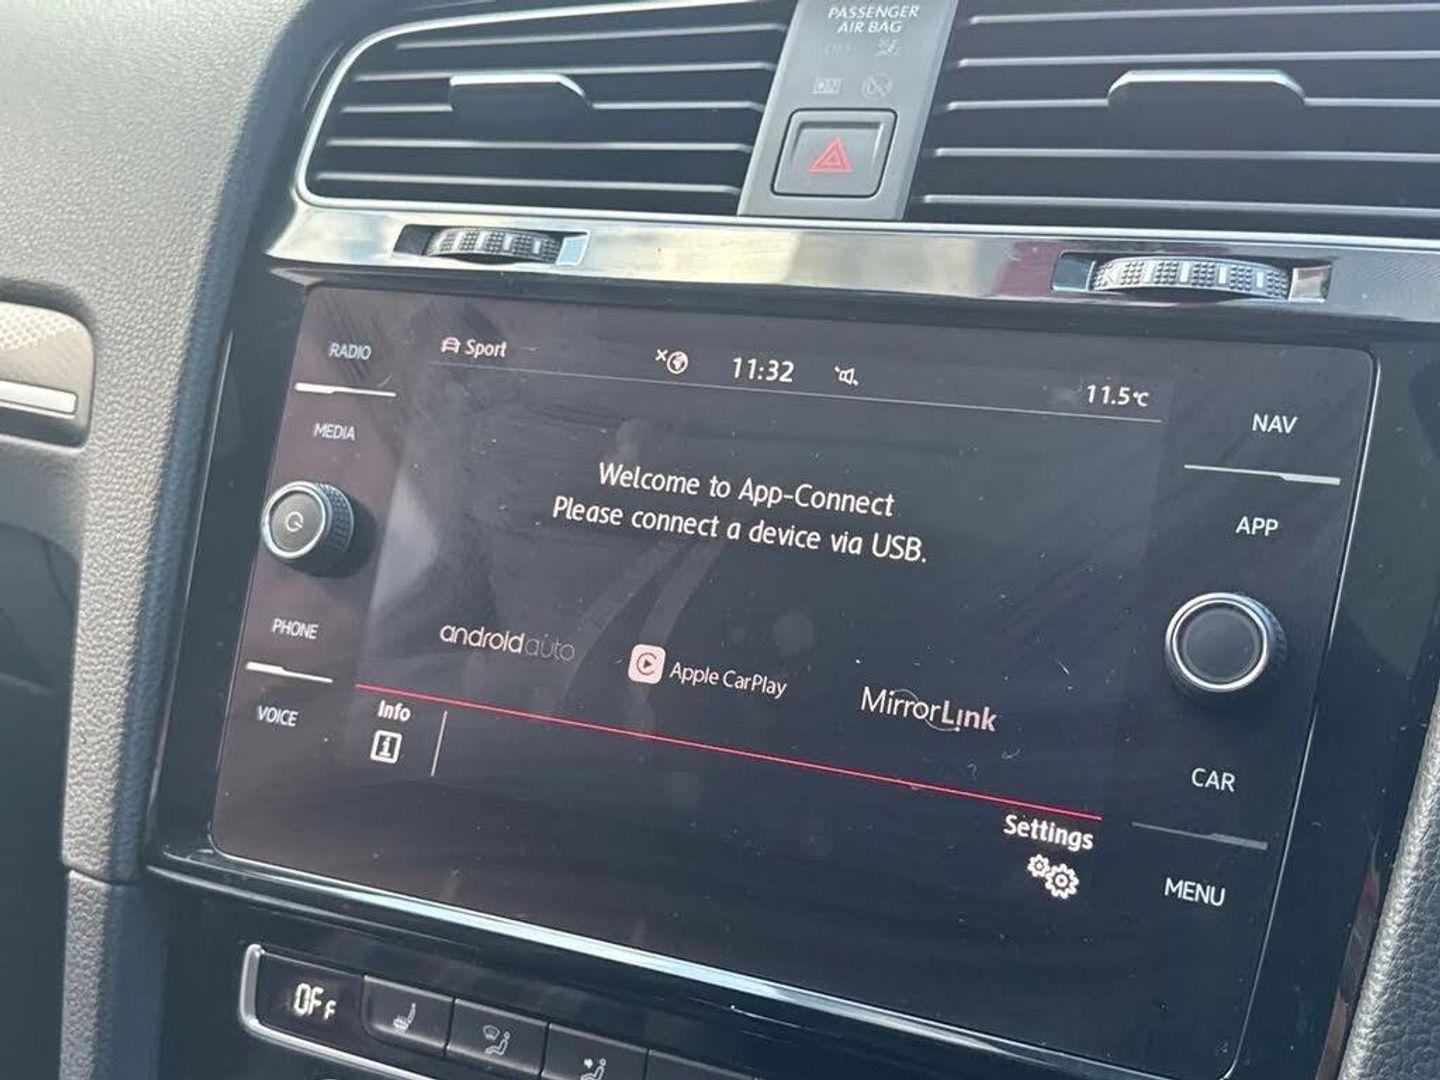 PASSENGER
AIR BAG
OFF
RADIO
MEDIA
PHONE
VOICE
Sport
11:32
11.5°C
Welcome to App-Connect
Please connect a device via USB.
androidauto
Apple CarPlay
MirrorLink
Info
Settings
NAV
APP
CAR
MENU
OFF